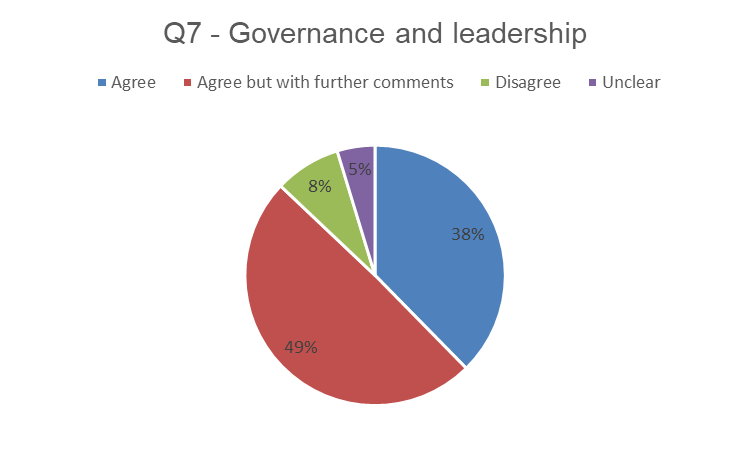 Q7 - Governance and leadership
Agree Agree but with further comments Disagree Unclear
5%
8%
38%
49%